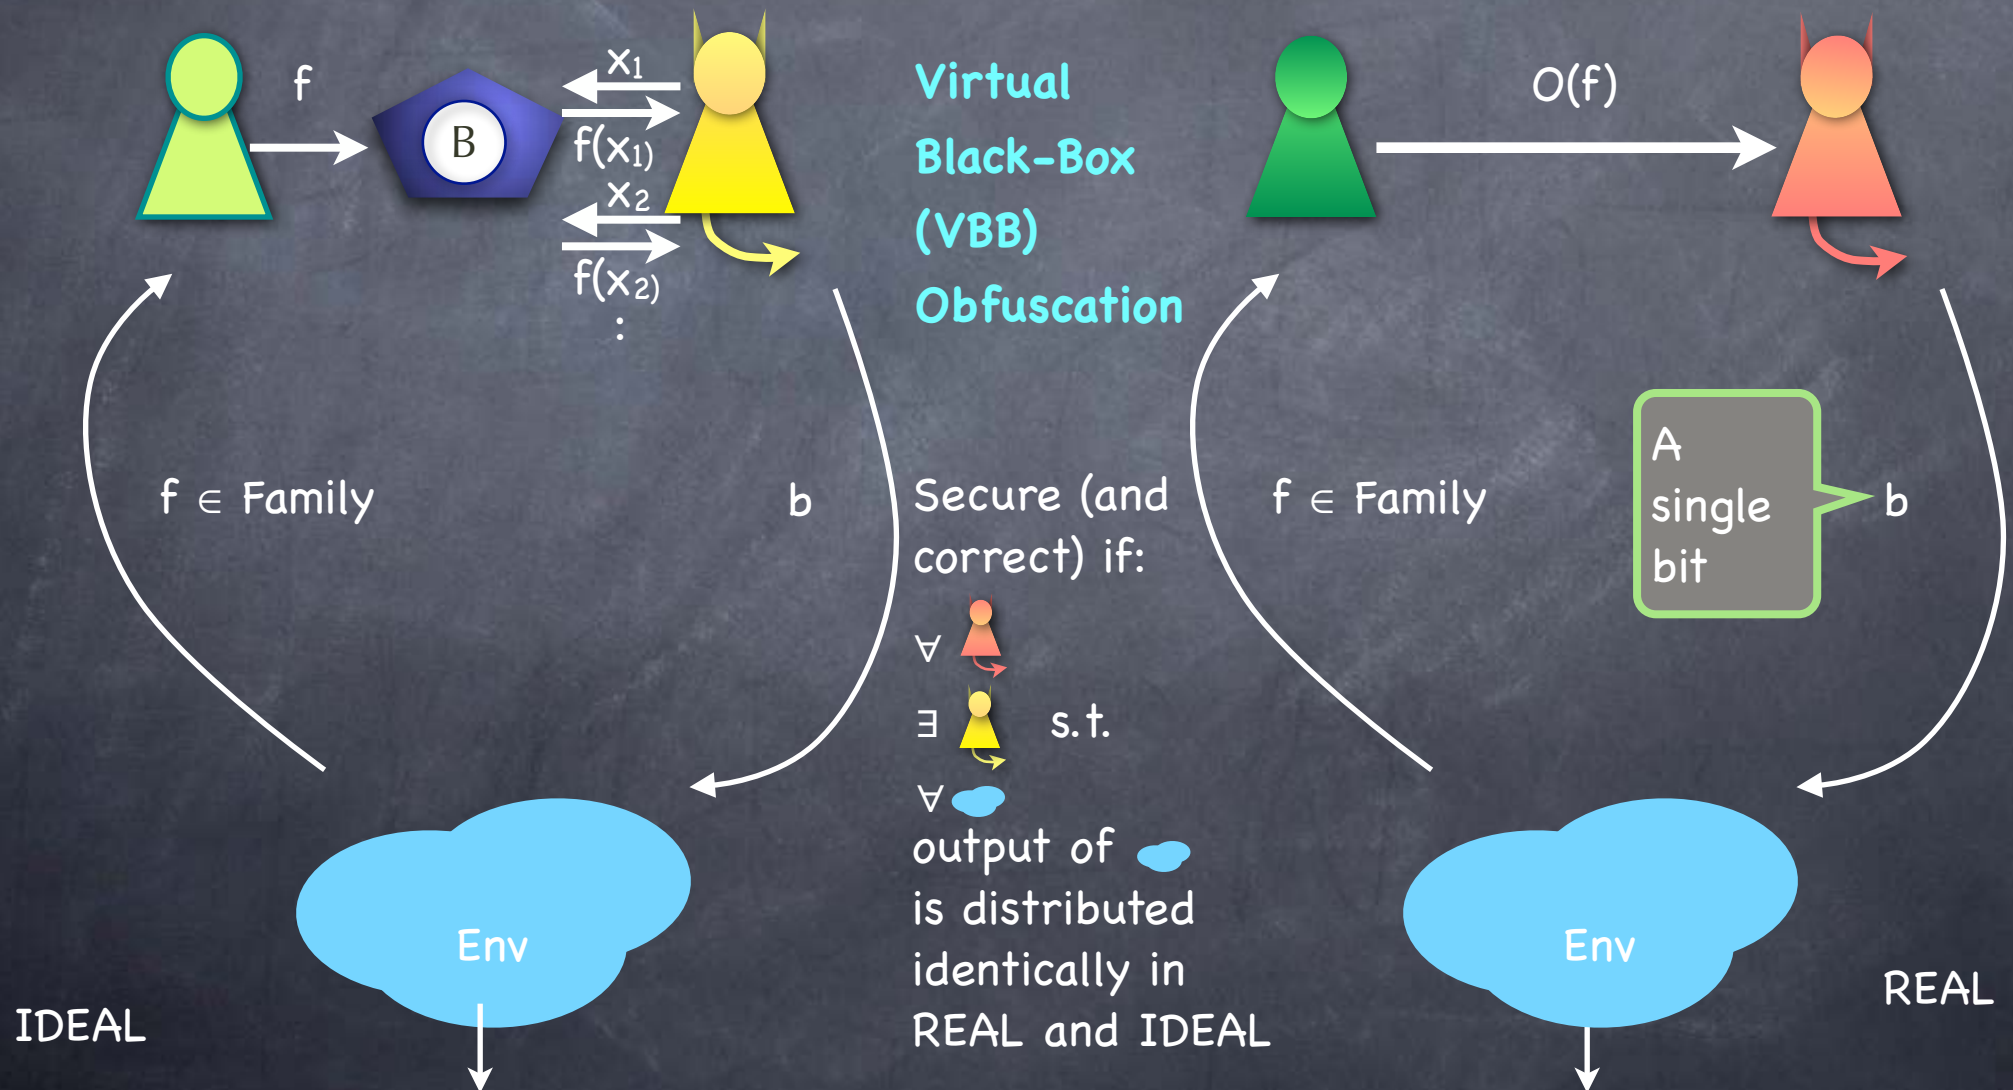 f
B
x1
f(x1)
x2
f(x2)
:
Virtual
Black-Box
(VBB)
Obfuscation
O(f)
f ∈ Family
b
Secure (and
correct) if:
∀
∃ s.t.
∀
output of
is distributed
identically in
REAL and IDEAL
f ∈ Family
A
single
bit
b
Env
IDEAL
Env
REAL